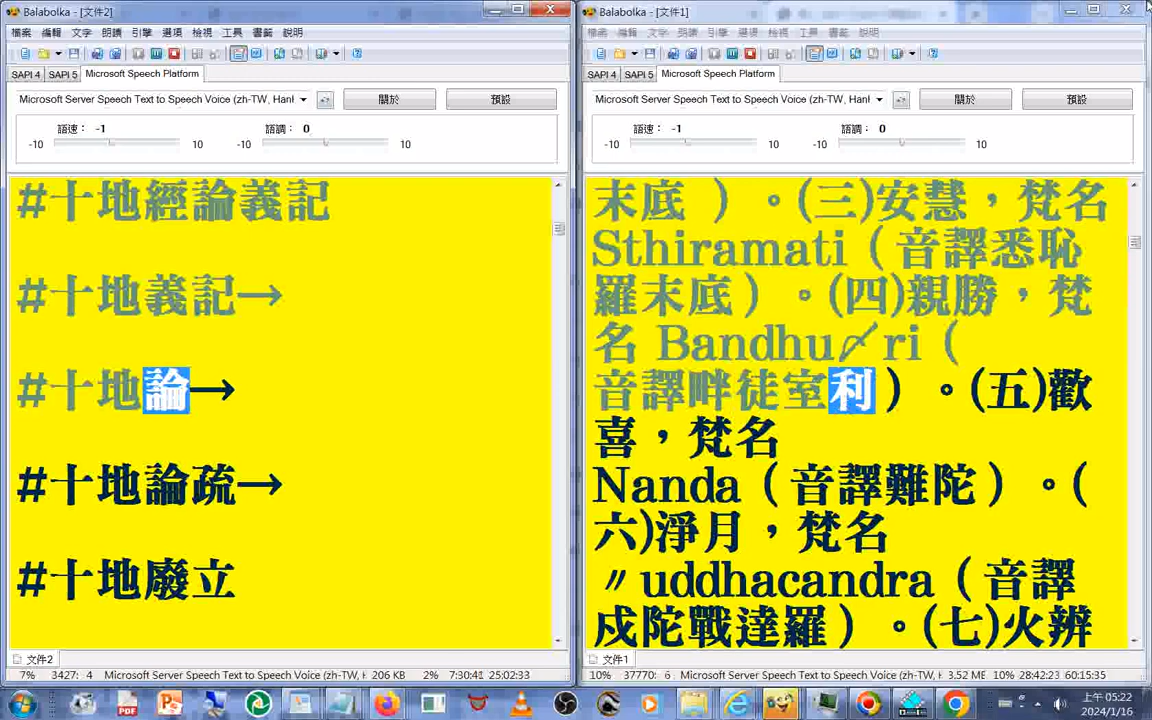 Balabolka - [文件2]
檔案 編輯 文字 朗讀 引擎 選項 檢視 工具 書籤 說明
SAPI 4 SAPI 5 Microsoft Speech Platform
Microsoft Server Speech Text to Speech Voice (zh-TW, Hanl
關於 預設
語速： -1 語調： 0
-10 10 -10 10
#十地經論義記
#十地義記→
#十地論→
#十地論疏→
#十地廢立
文件2
7% 3427: 4 Microsoft Server Speech Text to Speech Voice (zh-TW, Ha 206 KB 2% 7:30:41 25:02:33
Balabolka - [文件1]
檔案 編輯 文字 朗讀 引擎 選項 檢視 工具 書籤 說明
SAPI 4 SAPI 5 Microsoft Speech Platform
Microsoft Server Speech Text to Speech Voice (zh-TW, Hanl
關於 預設
語速： -1 語調： 0
-10 10 -10 10
末底 ）。(三)安慧，梵名
Sthiramati（音譯悉恥
羅末底）。(四)親勝，梵
名 Bandhu〆ri（
音譯畔徒室利）。(五)歡
喜，梵名
Nanda（音譯難陀）。(
六)淨月，梵名
〃uddhacandra（音譯
戍陀戰達羅）。(七)火辨
文件1
10% 37770: 6 Microsoft Server Speech Text to Speech Voice (zh-TW, Ha 3.52 ME 10% 28:42:23 60:15:35
上午 05:22
2024/1/16